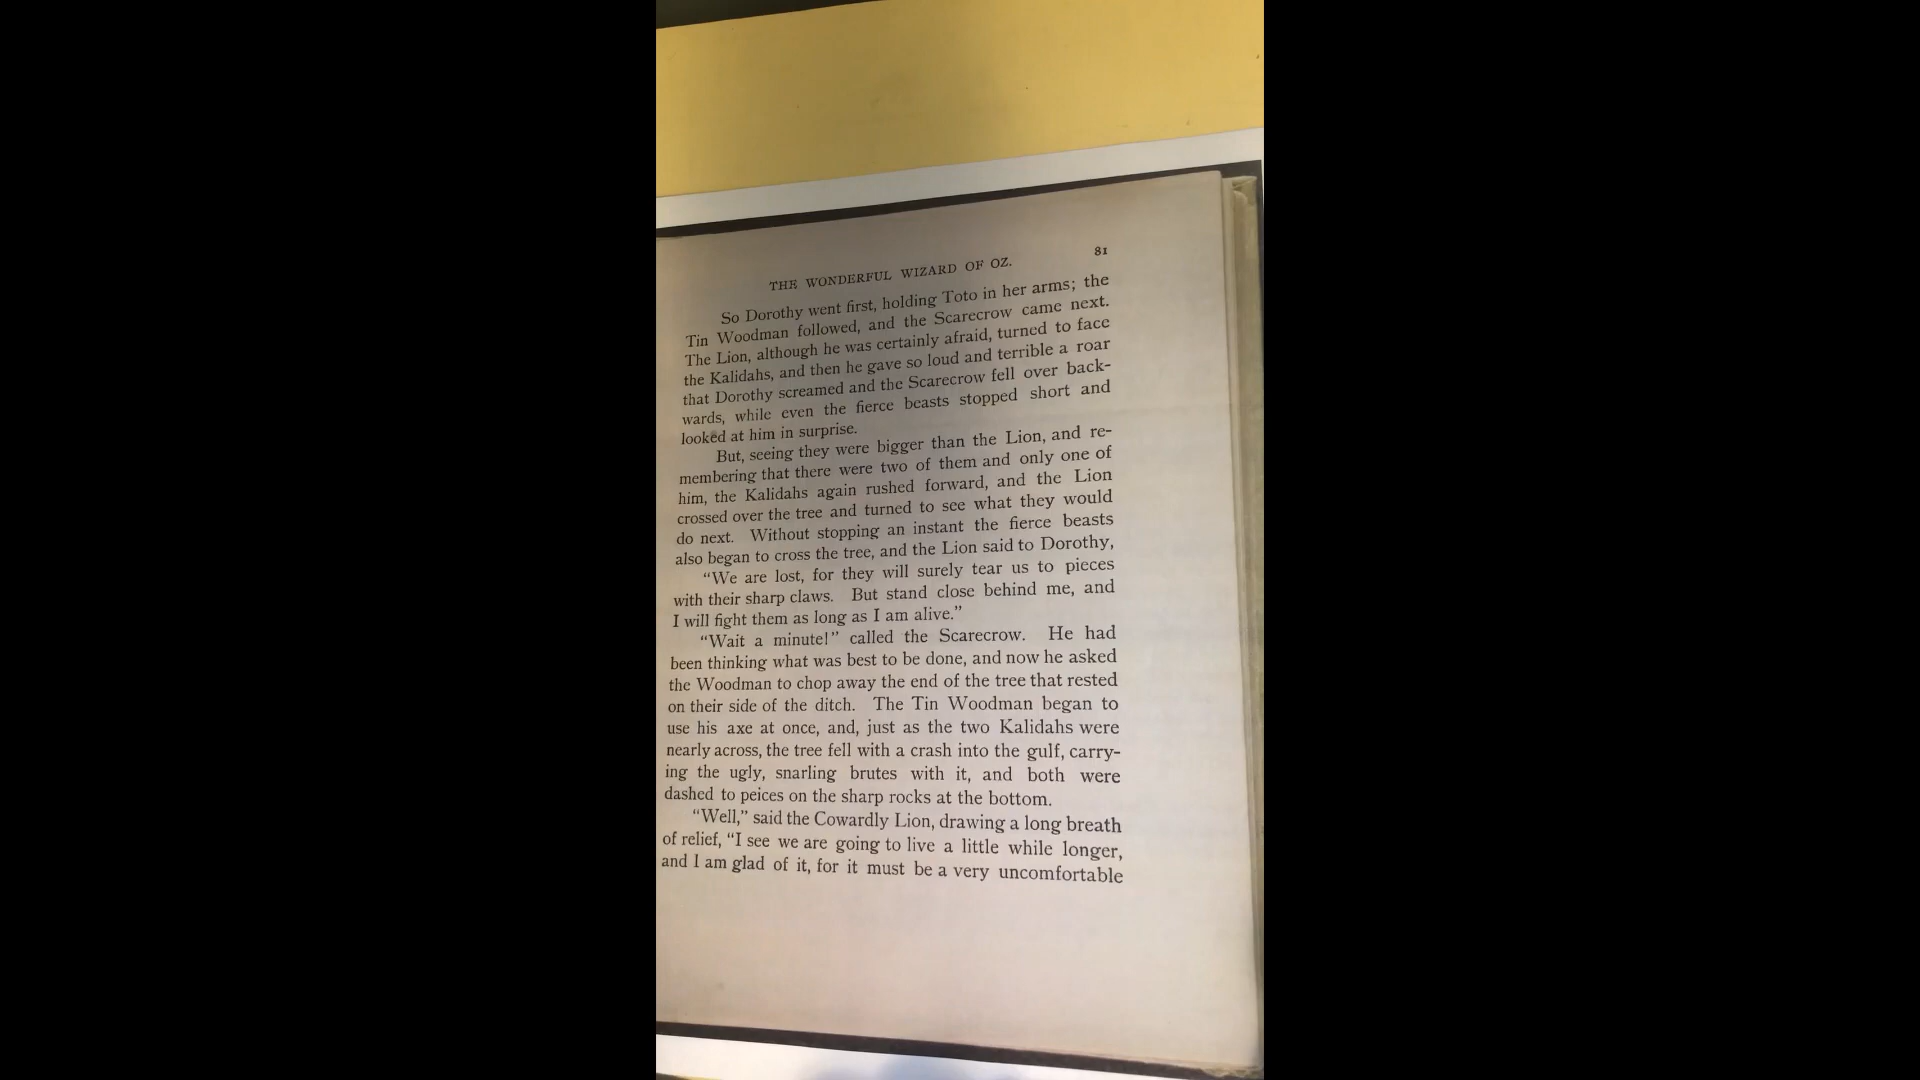 THE WONDERFUL WIZARD OF OZ. 81
So Dorothy went first, holding Toto in her arms; the
Tin Woodman followed, and the Scarecrow came next.
The Lion, although he was certainly afraid, turned to face
the Kalidahs, and then he gave so loud and terrible a roar
that Dorothy screamed and the Scarecrow fell over back-
wards, while even the fierce beasts stopped short and
looked at him in surprise.
But, seeing they were bigger than the Lion, and re-
membering that there were two of them and only one of
him, the Kalidahs again rushed forward, and the Lion
crossed over the tree and turned to see what they would
do next. Without stopping an instant the fierce beasts
also began to cross the tree, and the Lion said to Dorothy,
“We are lost, for they will surely tear us to pieces
with their sharp claws. But stand close behind me, and
I will fight them as long as I am alive.”
“Wait a minute!” called the Scarecrow. He had
been thinking what was best to be done, and now he asked
the Woodman to chop away the end of the tree that rested
on their side of the ditch. The Tin Woodman began to
use his axe at once, and, just as the two Kalidahs were
nearly across, the tree fell with a crash into the gulf, carry-
ing the ugly, snarling brutes with it, and both were
dashed to peices on the sharp rocks at the bottom.
“Well,” said the Cowardly Lion, drawing a long breath
of relief, “I see we are going to live a little while longer,
and I am glad of it, for it must be a very uncomfortable